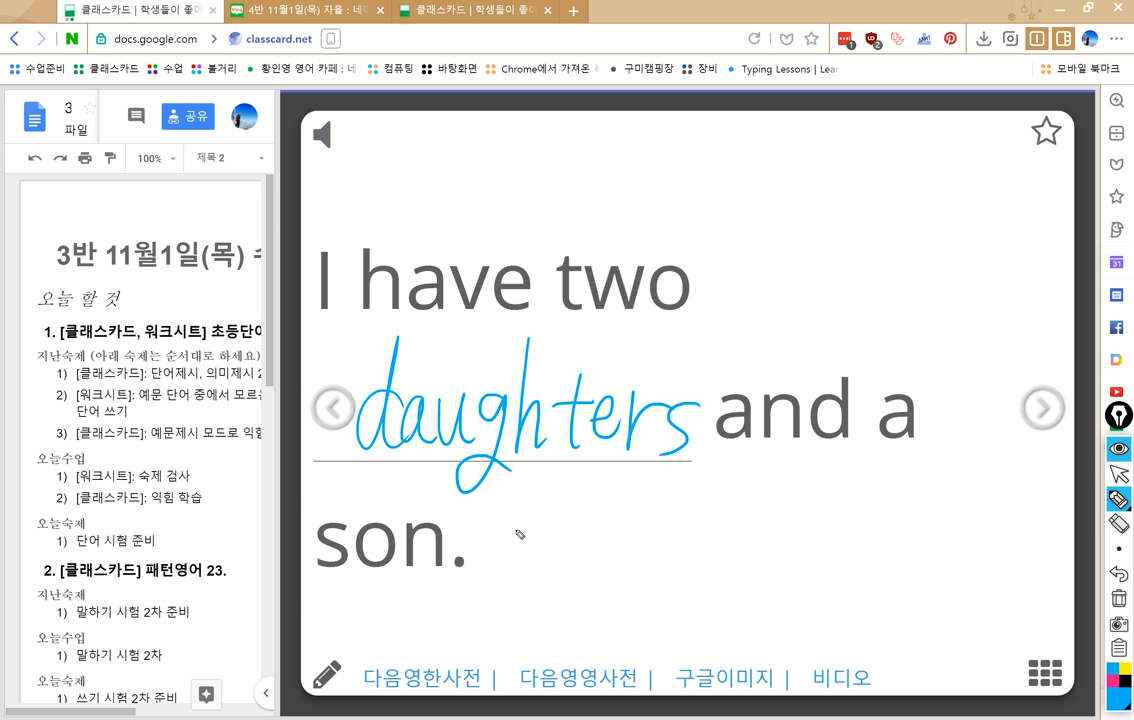 클래스카드 | 학생들이 좋아
4반 11월1일(목) 자율 : 네이
클래스카드 | 학생들이 좋아
docs.google.com
classcard.net
수업준비
클래스카드
수업
볼거리
황인영 영어 카페 : 네
컴퓨팅
바탕화면
Chrome에서 가져온
구미캠핑장
장비
Typing Lessons | Lear
모바일 북마크
3
파일
공유
100%
제목 2
3반 11월1일(목)
오늘 할 것
1. [클래스카드, 워크시트] 초등단어
지난숙제 (아래 숙제는 순서대로 하세요)
1) [클래스카드]: 단어제시, 의미제시 2
2) [워크시트]: 예문 단어 중에서 모르는
단어 쓰기
3) [클래스카드]: 예문제시 모드로 익힘
오늘수업
1) [워크시트]: 숙제 검사
2) [클래스카드]: 익힘 학습
오늘숙제
1) 단어 시험 준비
2. [클래스카드] 패턴영어 23.
지난숙제
1) 말하기 시험 2차 준비
오늘수업
1) 말하기 시험 2차
오늘숙제
1) 쓰기 시험 2차 준비
I have two
daughters and a
son.
다음영한사전 | 다음영영사전 | 구글이미지 | 비디오